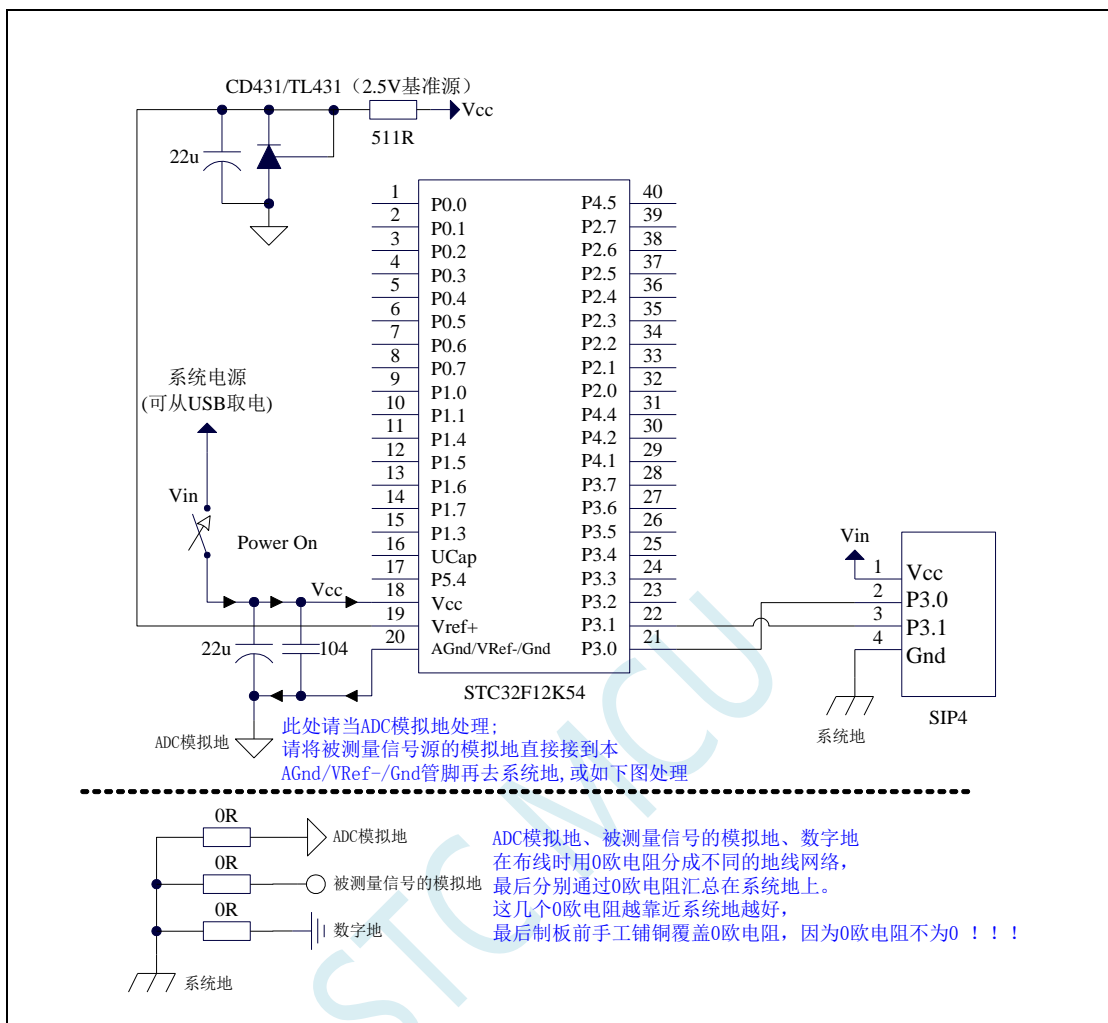 CD431/TL431（2.5V基准源）
Vcc
511R
22u
1 P0.0
2 P0.1
3 P0.2
4 P0.3
5 P0.4
6 P0.5
7 P0.6
8 P0.7
9 P1.0
10 P1.1
11 P1.4
12 P1.5
13 P1.6
14 P1.7
15 P1.3
16 UCap
17 P5.4
18 Vcc
19 Vref+
20 AGnd/VRef-/Gnd
P4.5 40
P2.7 39
P2.6 38
P2.5 37
P2.4 36
P2.3 35
P2.2 34
P2.1 33
P2.0 32
P4.4 31
P4.2 30
P4.1 29
P3.7 28
P3.6 27
P3.5 26
P3.4 25
P3.3 24
P3.2 23
P3.1 22
P3.0 21
STC32F12K54
系统电源
(可从USB取电)
Vin
Power On
Vcc
22u
104
ADC模拟地
Vin
1 Vcc
2 P3.0
3 P3.1
4 Gnd
SIP4
系统地
此处请当ADC模拟地处理;
请将被测量信号源的模拟地直接接到本
AGnd/VRef-/Gnd管脚再去系统地,或如下图处理
0R
ADC模拟地
0R
被测量信号的模拟地
0R
数字地
系统地
ADC模拟地、被测量信号的模拟地、数字地
在布线时用0欧电阻分成不同的地线网络，
最后分别通过0欧电阻汇总在系统地上。
这几个0欧电阻越靠近系统地越好，
最后制板前手工铺铜覆盖0欧电阻，因为0欧电阻不为0 ！！！
STC MCU